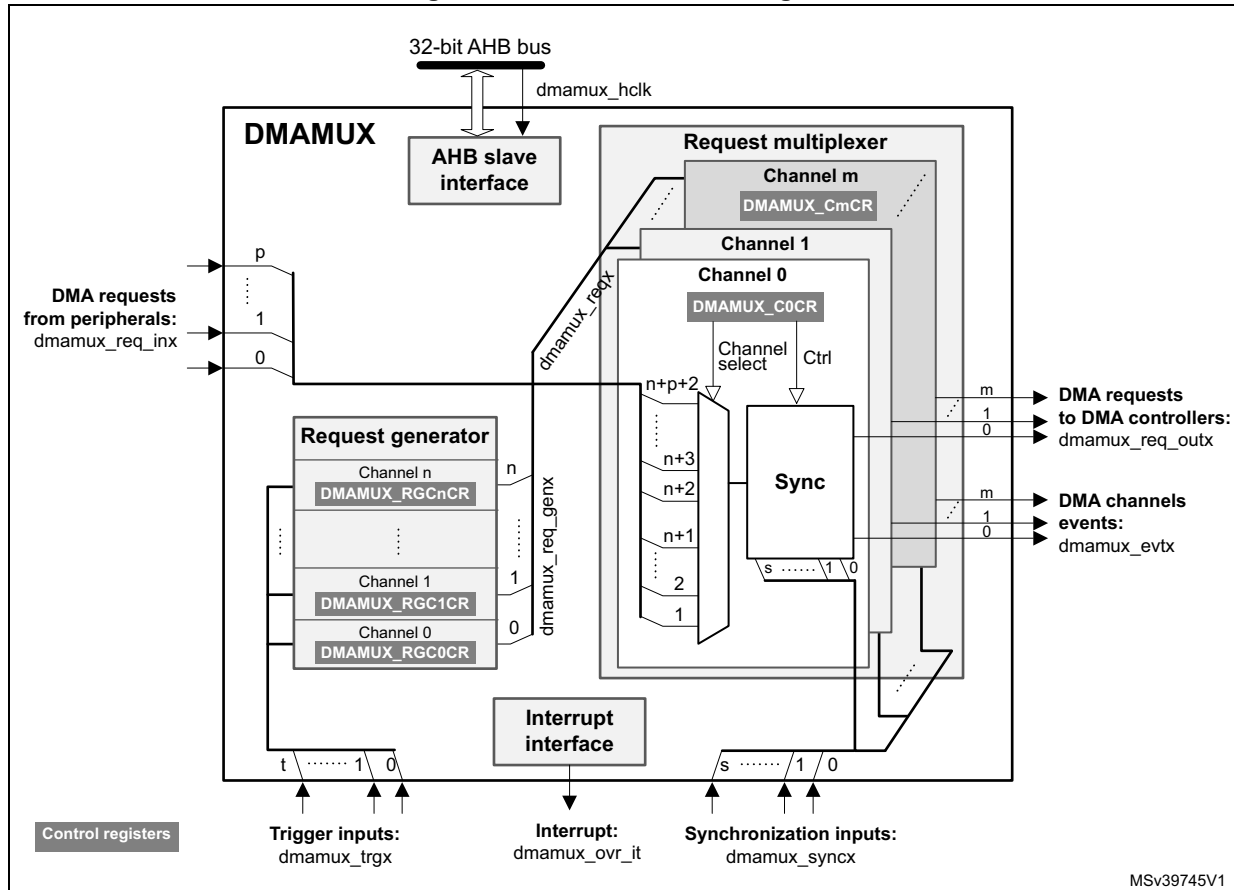 32-bit AHB bus
dmamux_hclk
DMAMUX
AHB slave
interface
Request multiplexer
Channel m
DMAMUX_CmCR
Channel 1
Channel 0
DMAMUX_C0CR
Channel
select
Ctrl
dmamux_reqx
p
1
0
DMA requests
from peripherals:
dmamux_req_inx
n+p+2
n+3
n+2
n+1
2
1
Sync
s ....... 1 0
m
1
0
DMA requests
to DMA controllers:
dmamux_req_outx
m
1
0
DMA channels
events:
dmamux_evtx
Request generator
Channel n
DMAMUX_RGCnCR
Channel 1
DMAMUX_RGC1CR
Channel 0
DMAMUX_RGC0CR
n
1
0
dmamux_req_genx
Interrupt
interface
t ....... 1 0
s ....... 1 0
Control registers
Trigger inputs:
dmamux_trgx
Interrupt:
dmamux_ovr_it
Synchronization inputs:
dmamux_syncx
MSv39745V1